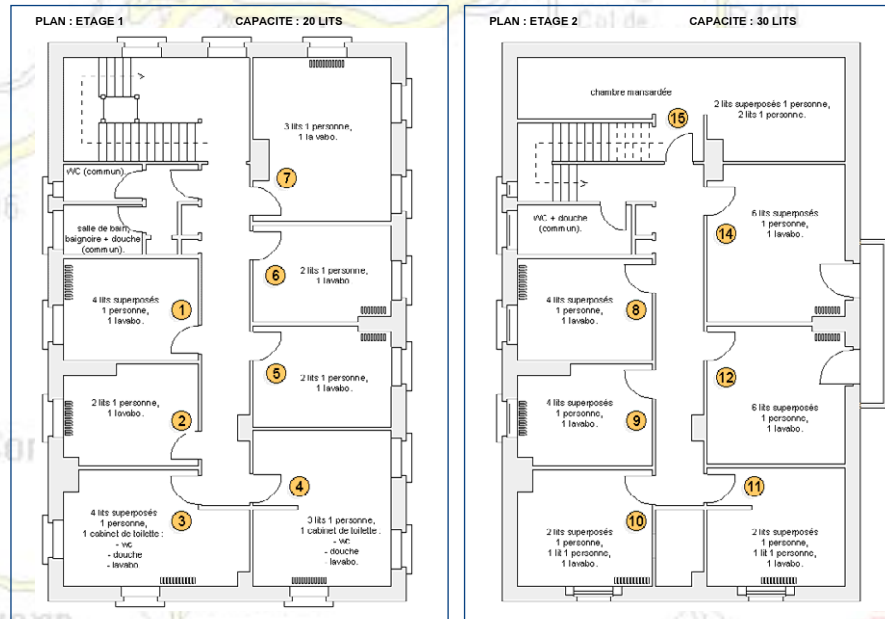 PLAN : ETAGE 1
CAPACITE : 20 LITS
3 lits 1 personne,
1 la vabo.
7
WC (commun).
salle de bain,
baignoire + douche
(commun).
6
2 lits 1 personne,
1 lavabo
4 lits superposés
1 personne,
1 lavabo.
1
5
2 lits 1 personne,
1 lavabo.
2 lits 1 personne,
1 lavabo.
2
4
3
4 lits superposés
1 personne,
1 cabinet de toilette :
- wc
- douche
- lavabo
3 lits 1 personne,
1 cabinet de toilette :
- wc
- douche
- lavabo.
PLAN : ETAGE 2
CAPACITE : 30 LITS
chambre mansardée
15
2 lits superposés 1 personne,
2 lits 1 personne.
WC + douche
(commun).
6 lits superposés
1 personne,
1 lavabo.
14
4 lits superposés
1 personne,
1 lavabo.
8
12
4 lits superposés
1 personne,
1 lavabo.
9
6 lits superposés
1 personne,
1 lavabo.
10
11
2 lits superposés
1 personne,
1 lit 1 personne,
1 lavabo.
2 lits superposés
1 personne,
1 lit 1 personne,
1 lavabo.